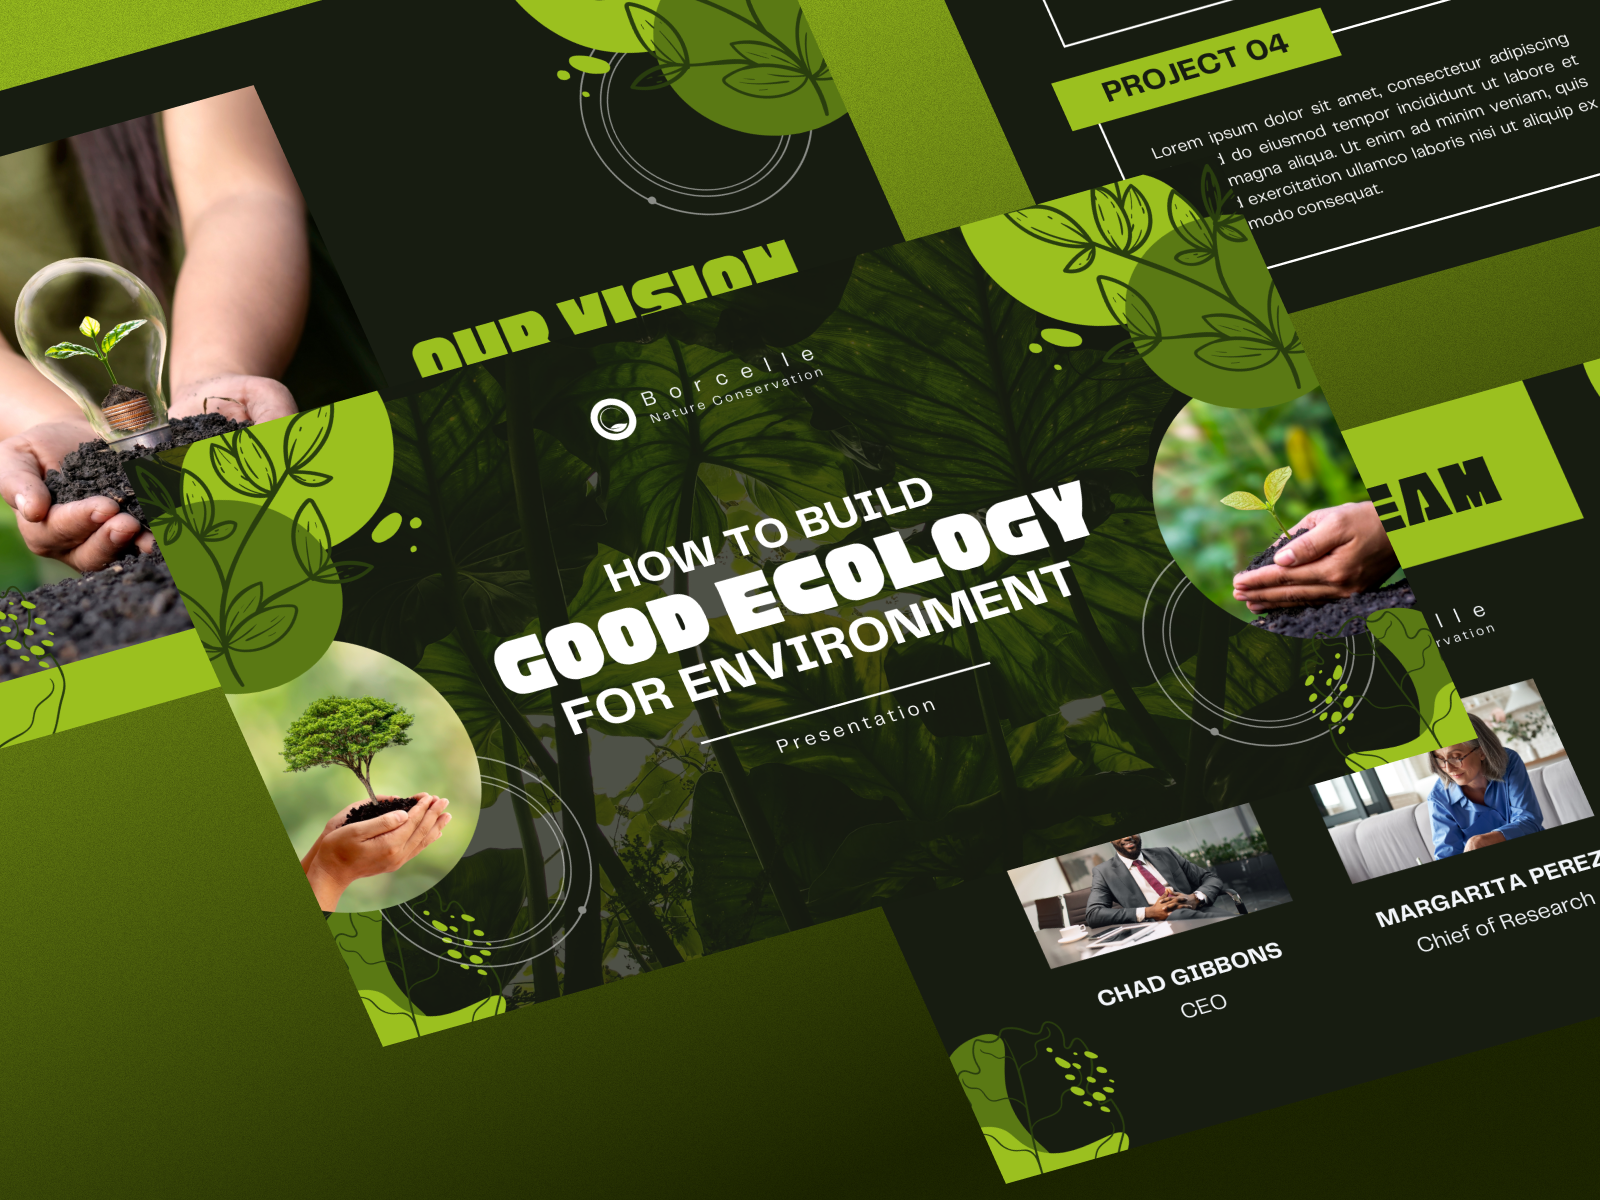 PROJECT 04
Lorem ipsum dolor sit amet, consectetur adipiscing
do eiusmod tempor incididunt ut labore et
magna aliqua. Ut enim ad minim veniam, quis
exercitation ullamco laboris nisi ut aliquip ex
modo consequat.
OUR VISION
Borcelle
Nature Conservation
HOW TO BUILD
GOOD ECOLOGY
FOR ENVIRONMENT
Presentation
EAM
lle
rvation
CHAD GIBBONS
CEO
MARGARITA PEREZ
Chief of Research